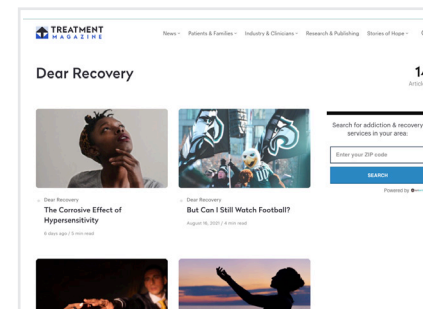 TREATMENT
MAGAZINE
News
Patients & Families
Industry & Clinicians
Research & Publishing
Stories of Hope
Dear Recovery
Search for addiction & recovery
services in your area:
Enter your ZIP code
SEARCH
Powered by
Dear Recovery
The Corrosive Effect of
Hypersensitivity
6 days ago / 5 min read
Dear Recovery
But Can I Still Watch Football?
August 18, 2021 / 4 min read